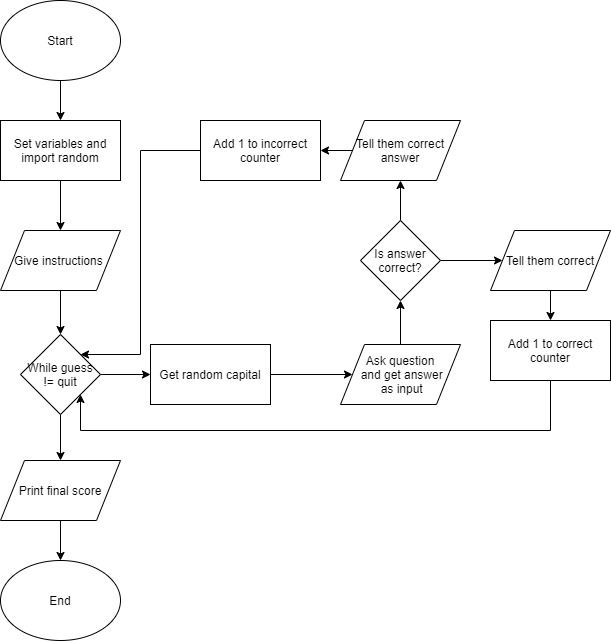 Start
Set variables and
import random
Give instructions
While guess
!= quit
Print final score
End
Get random capital
Ask question
and get answer
as input
Is answer
correct?
Tell them correct
answer
Add 1 to incorrect
counter
Tell them correct
Add 1 to correct
counter